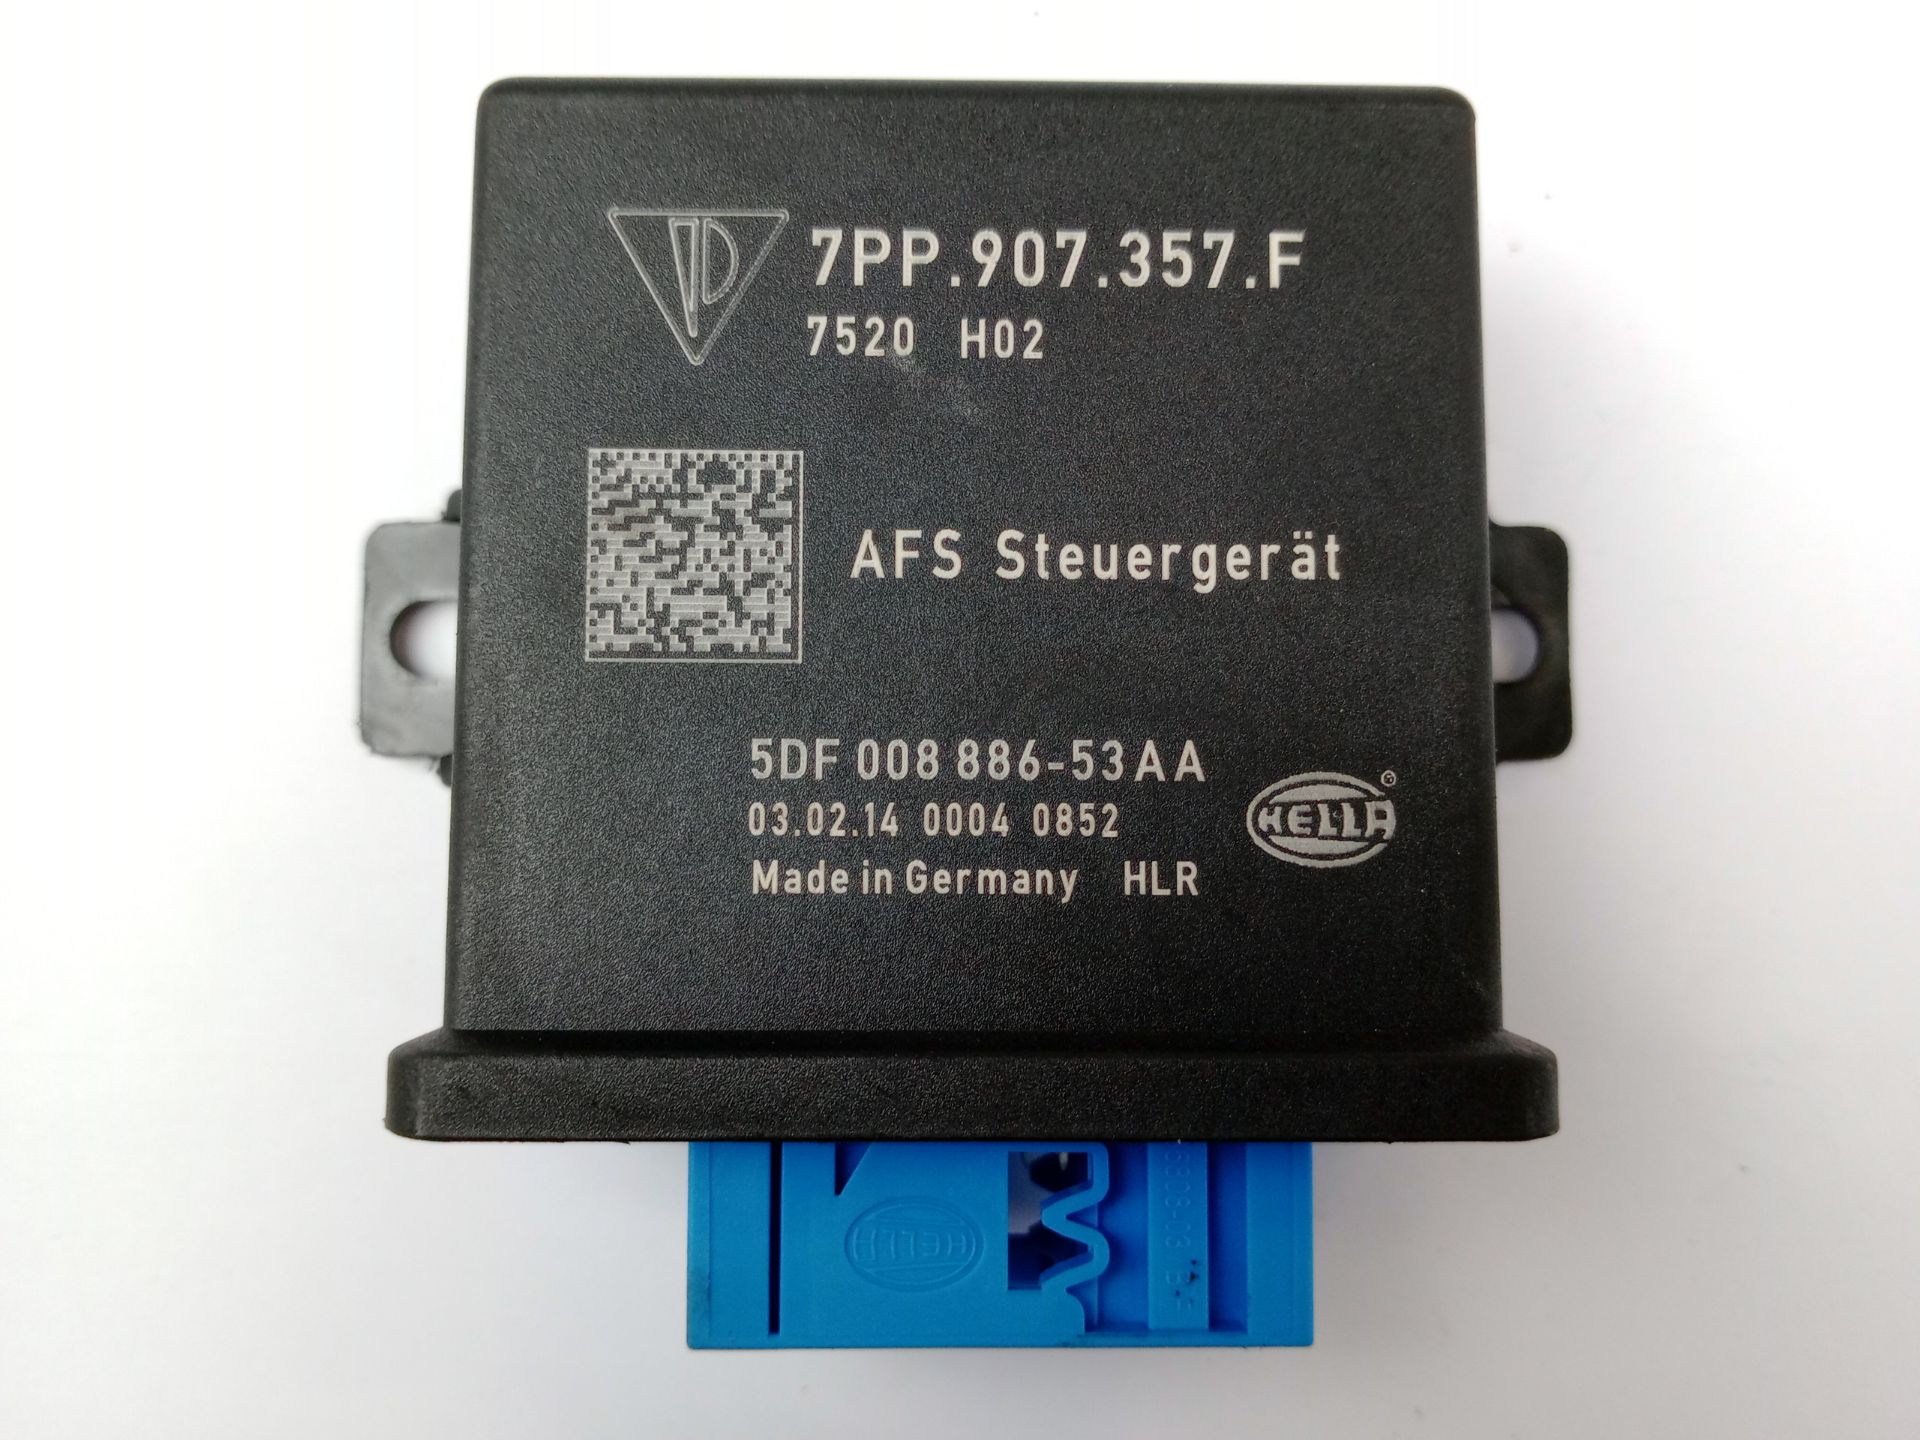 7PP.907.357.F
7520 H02
AFS Steuergerät
5DF 008 886-53AA
03.02.14 0004 0852
Made in Germany HLR
HELLA®
HELLA